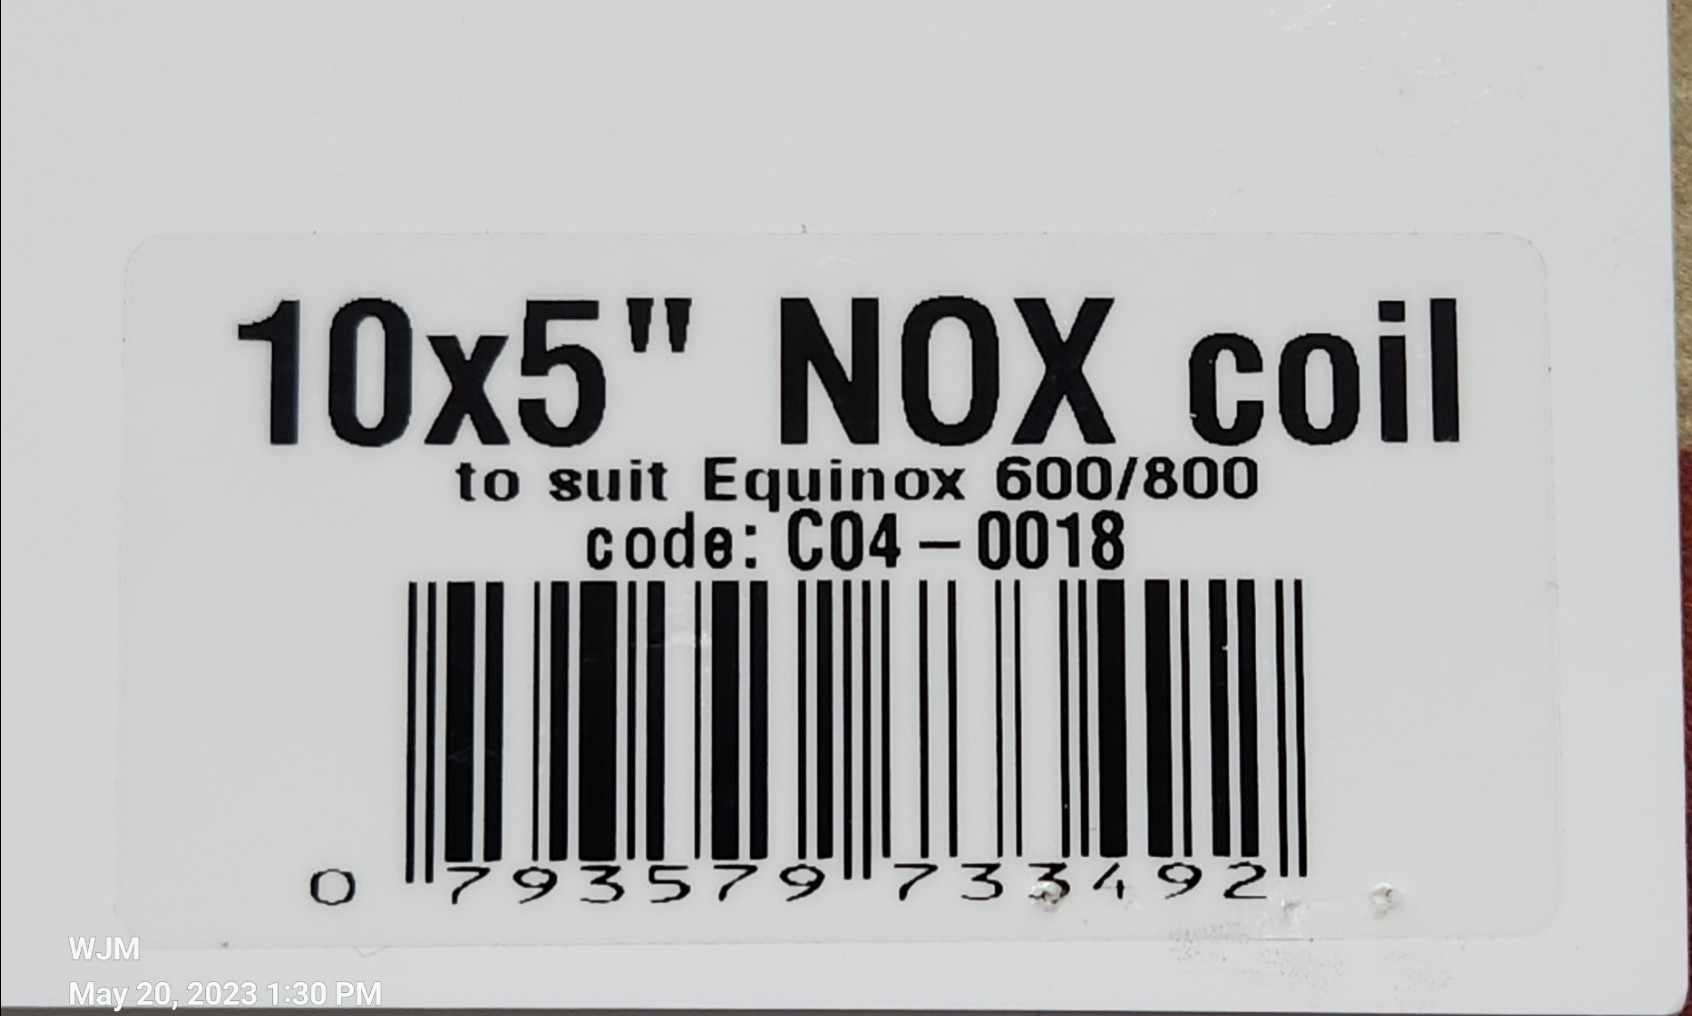 10x5" NOX coil
to suit Equinox 600/800
code: C04-0018
0 793579 733492
WJM
May 20, 2023 1:30 PM